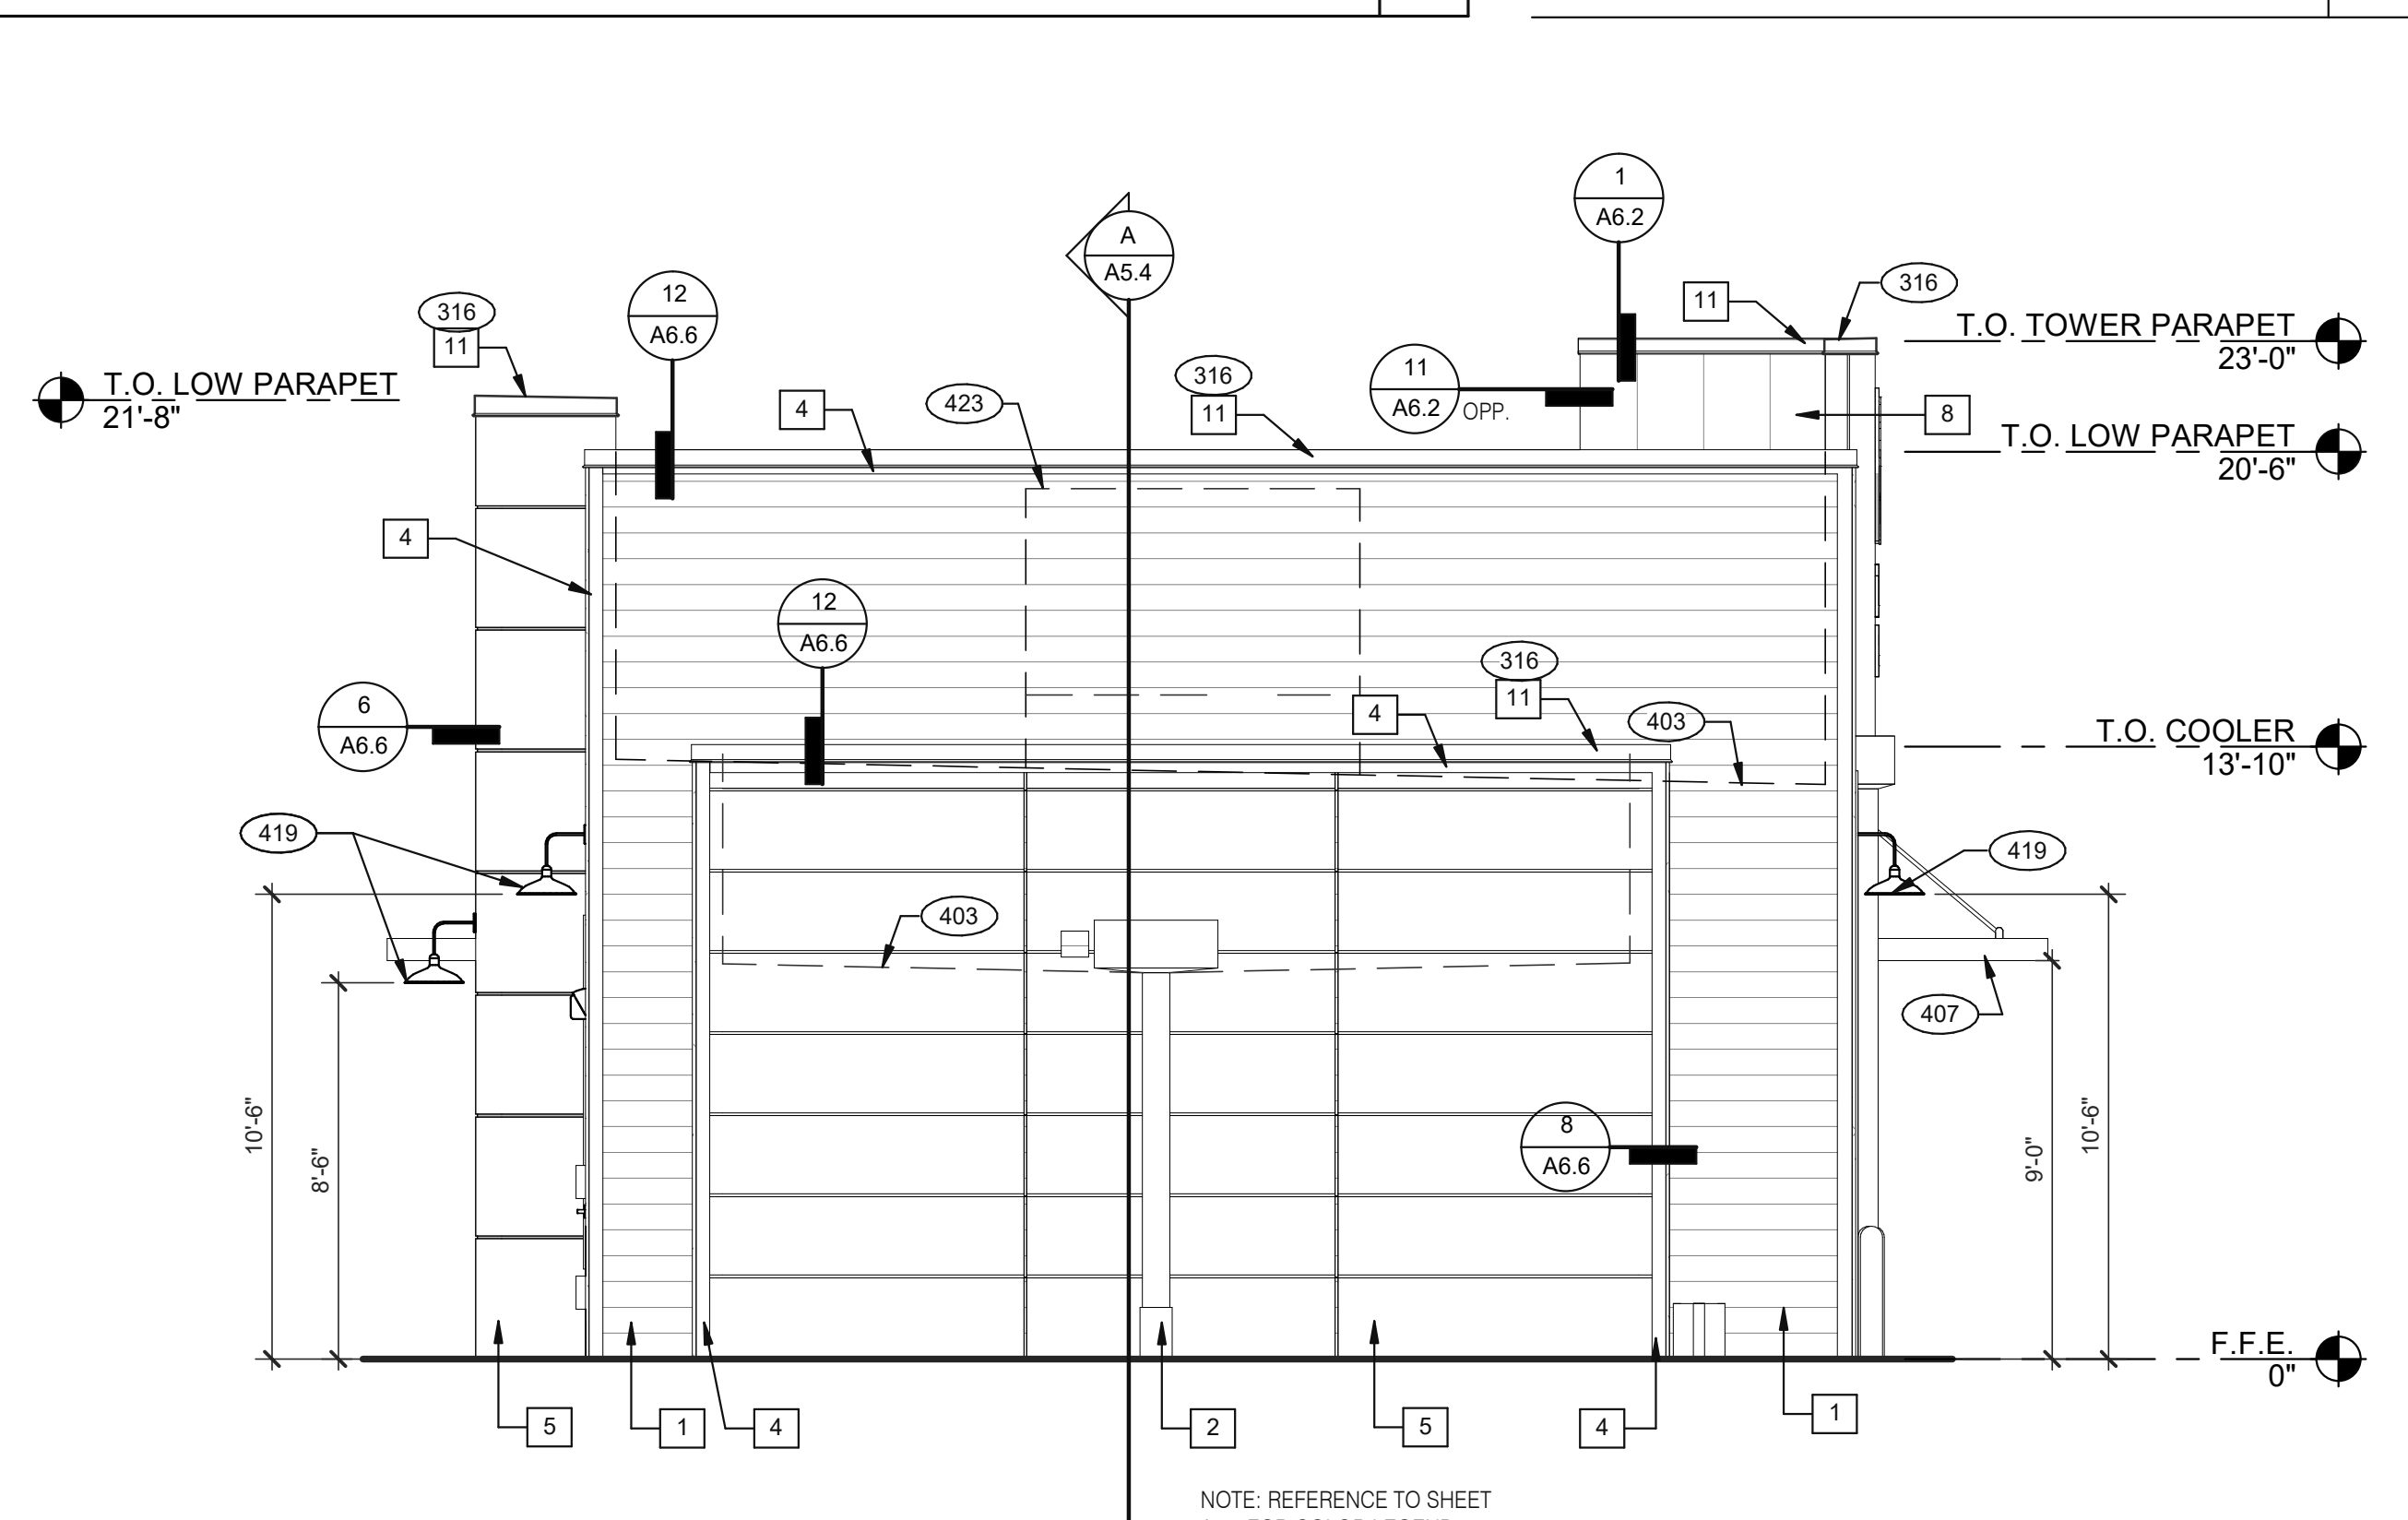 1
A6.2
A
A5.4
12
A6.6
316
11
11
316
T.O. TOWER PARAPET
23'-0"
T.O. LOW PARAPET
21'-8"
4
423
316
11
11
A6.2
OPP.
8
T.O. LOW PARAPET
20'-6"
4
12
A6.6
316
11
4
403
6
A6.6
T.O. COOLER
13'-10"
419
419
403
407
10'-6"
8'-6"
9'-0"
10'-6"
8
A6.6
F.F.E.
0"
5
1
4
2
5
4
1
NOTE: REFERENCE TO SHEET
FOR COLOR LEGEND